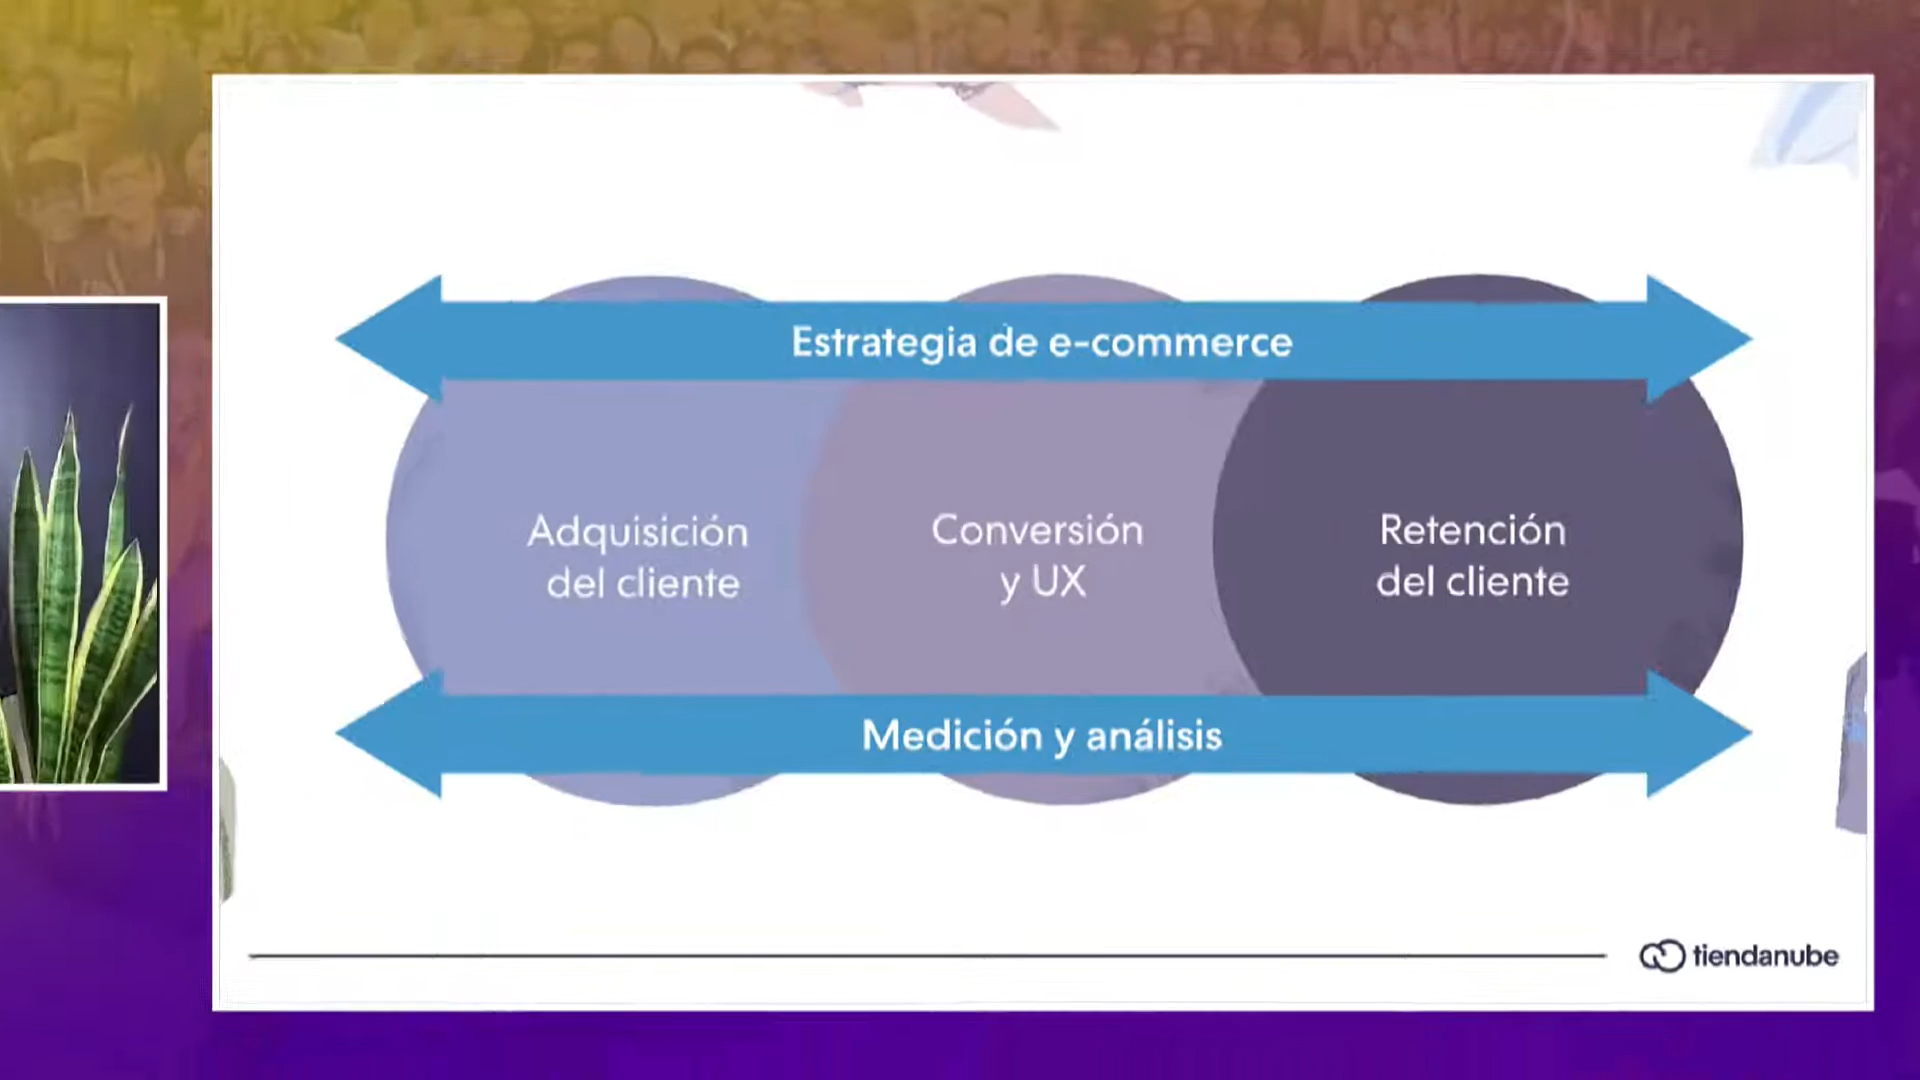 Estrategia de e-commerce
Adquisición
del cliente
Conversión
y UX
Retención
del cliente
Medición y análisis
tiendanube